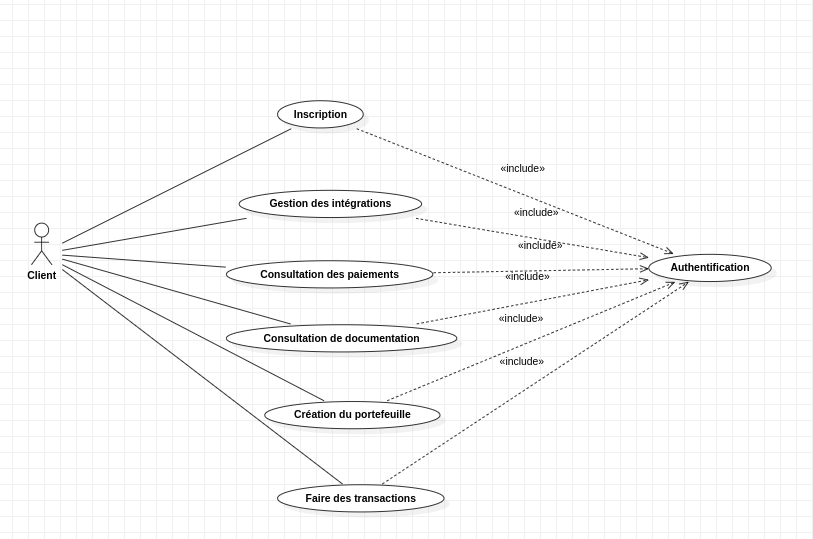 Inscription
«include»
Gestion des intégrations
«include»
«include»
Client
Consultation des paiements
«include»
Authentification
Consultation de documentation
«include»
«include»
Création du portefeuille
Faire des transactions